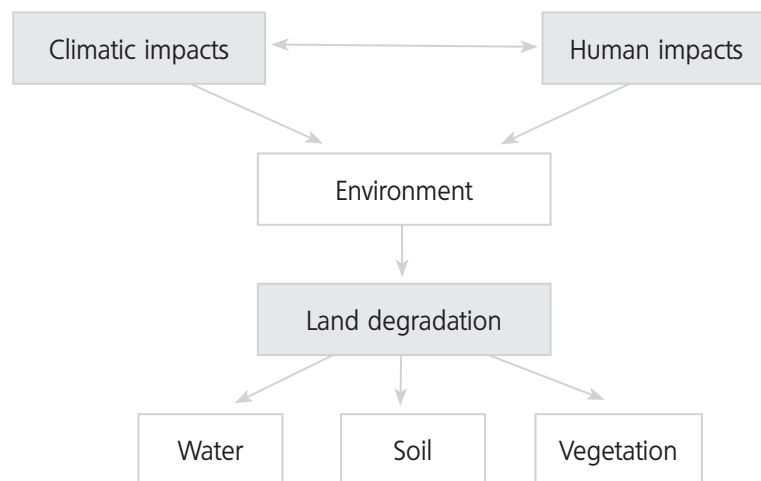 Climatic impacts
Human impacts
Environment
Land degradation
Water
Soil
Vegetation